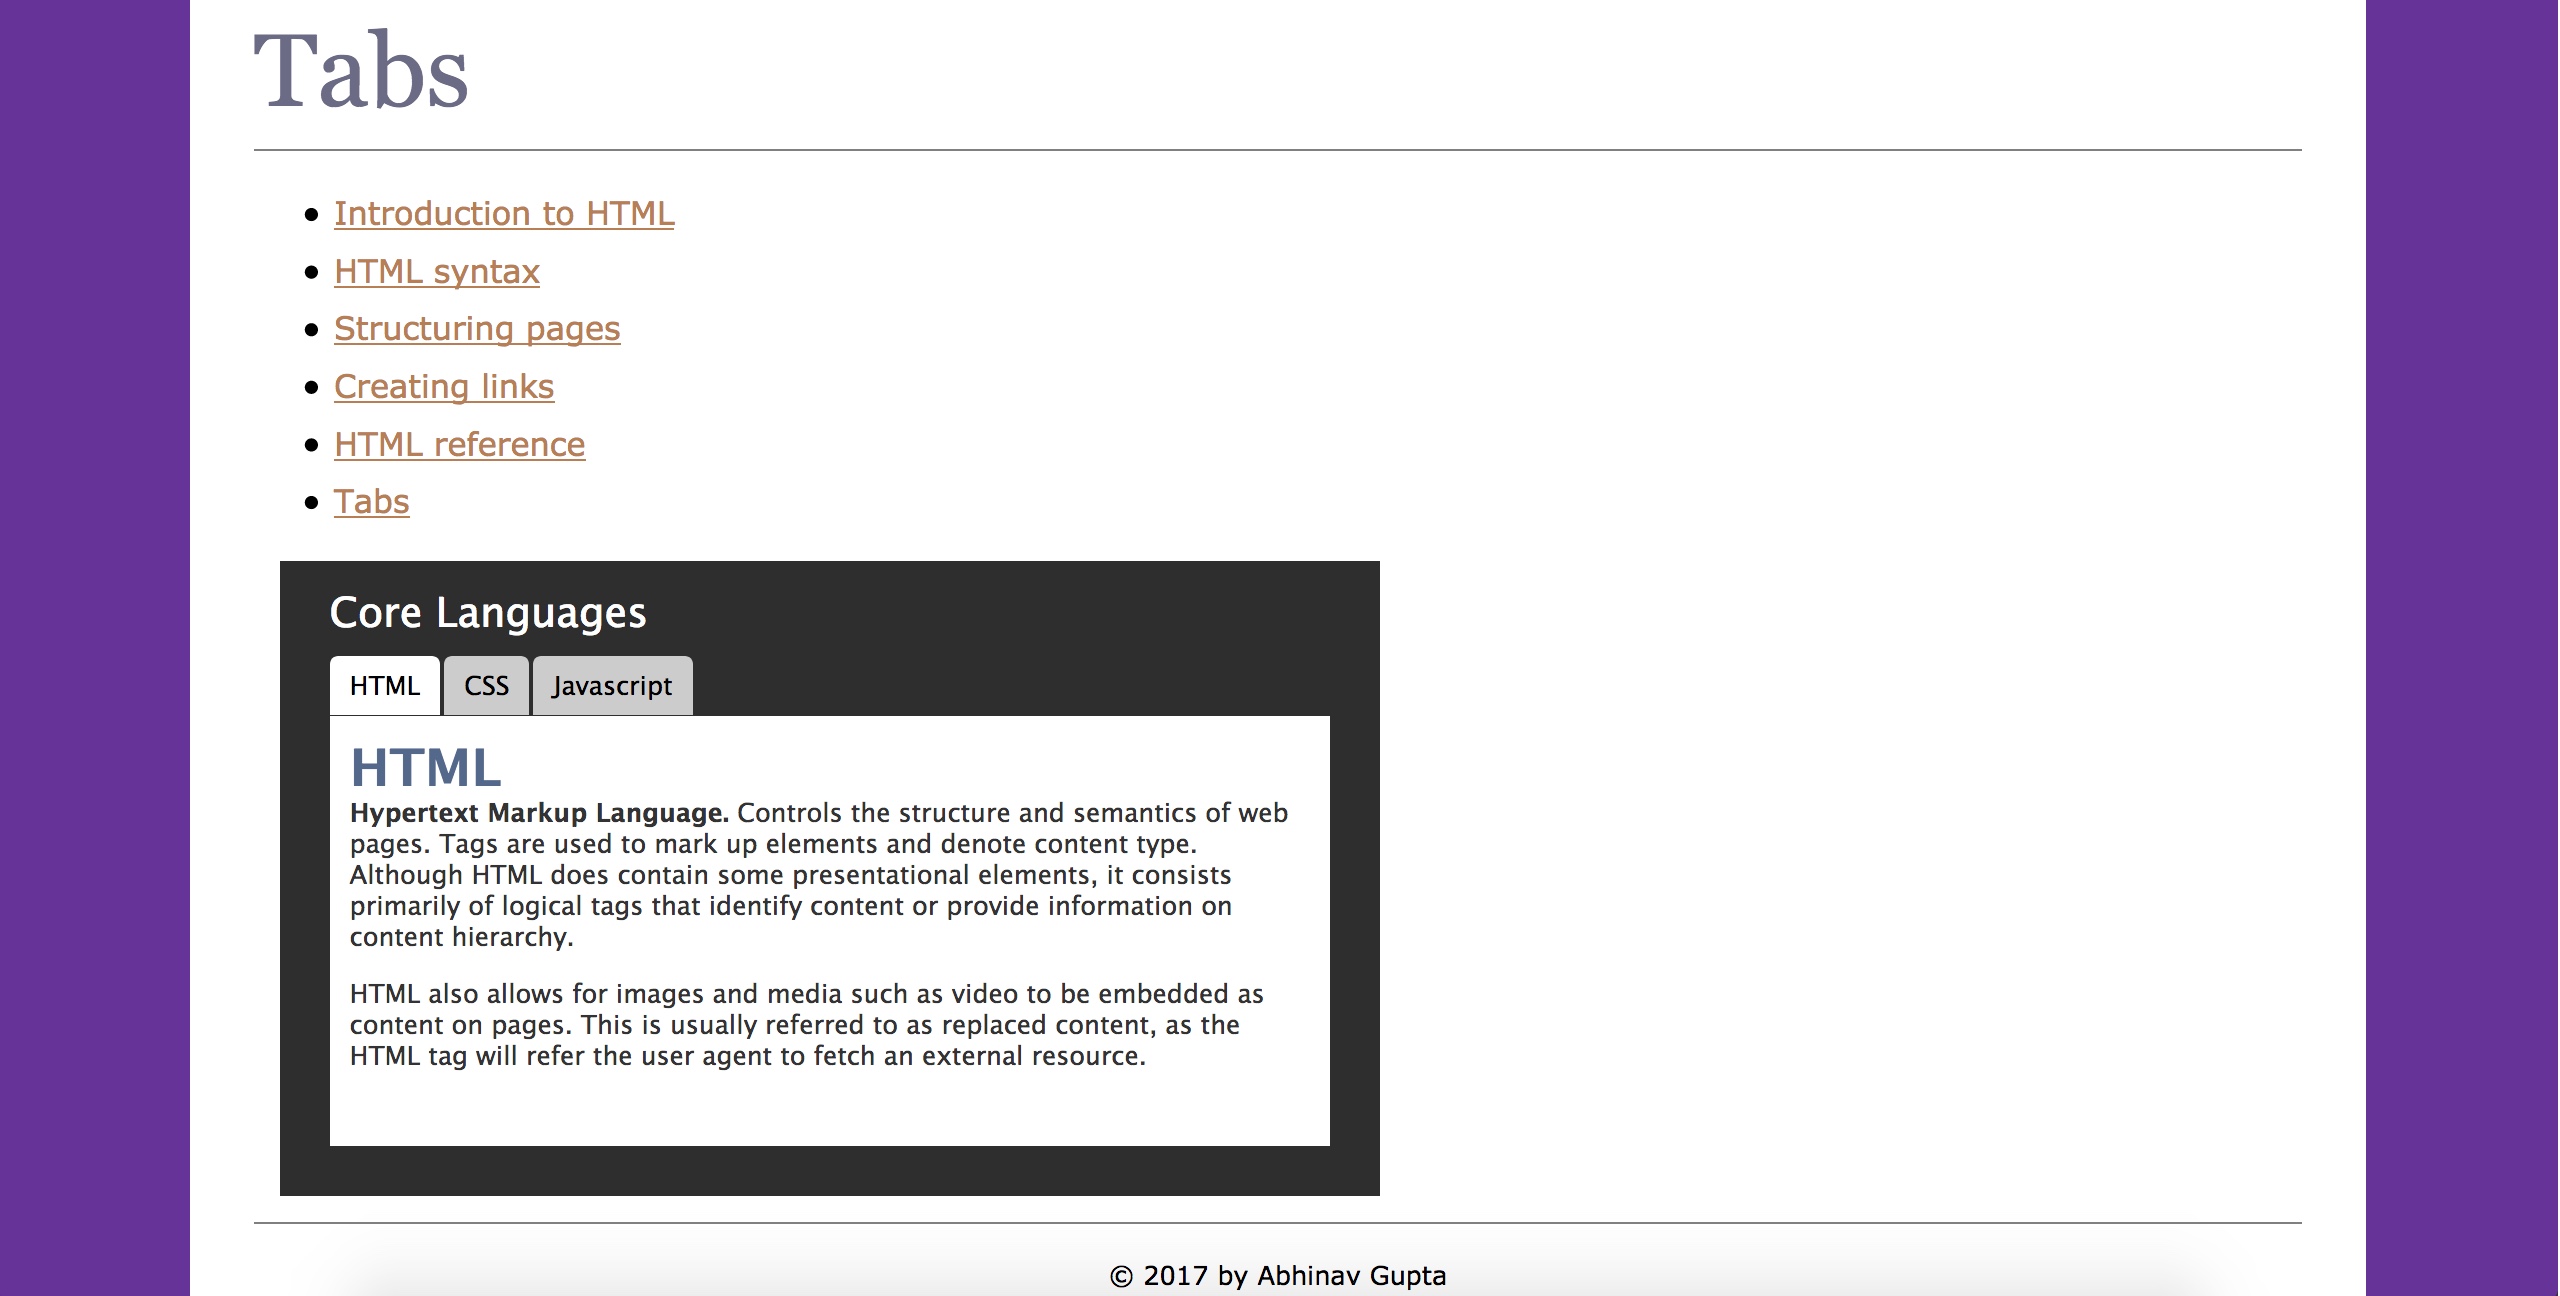 Tabs
Introduction to HTML
HTML syntax
Structuring pages
Creating links
HTML reference
Tabs
Core Languages
HTML CSS Javascript
HTML
Hypertext Markup Language. Controls the structure and semantics of web
pages. Tags are used to mark up elements and denote content type.
Although HTML does contain some presentational elements, it consists
primarily of logical tags that identify content or provide information on
content hierarchy.
HTML also allows for images and media such as video to be embedded as
content on pages. This is usually referred to as replaced content, as the
HTML tag will refer the user agent to fetch an external resource.
© 2017 by Abhinav Gupta